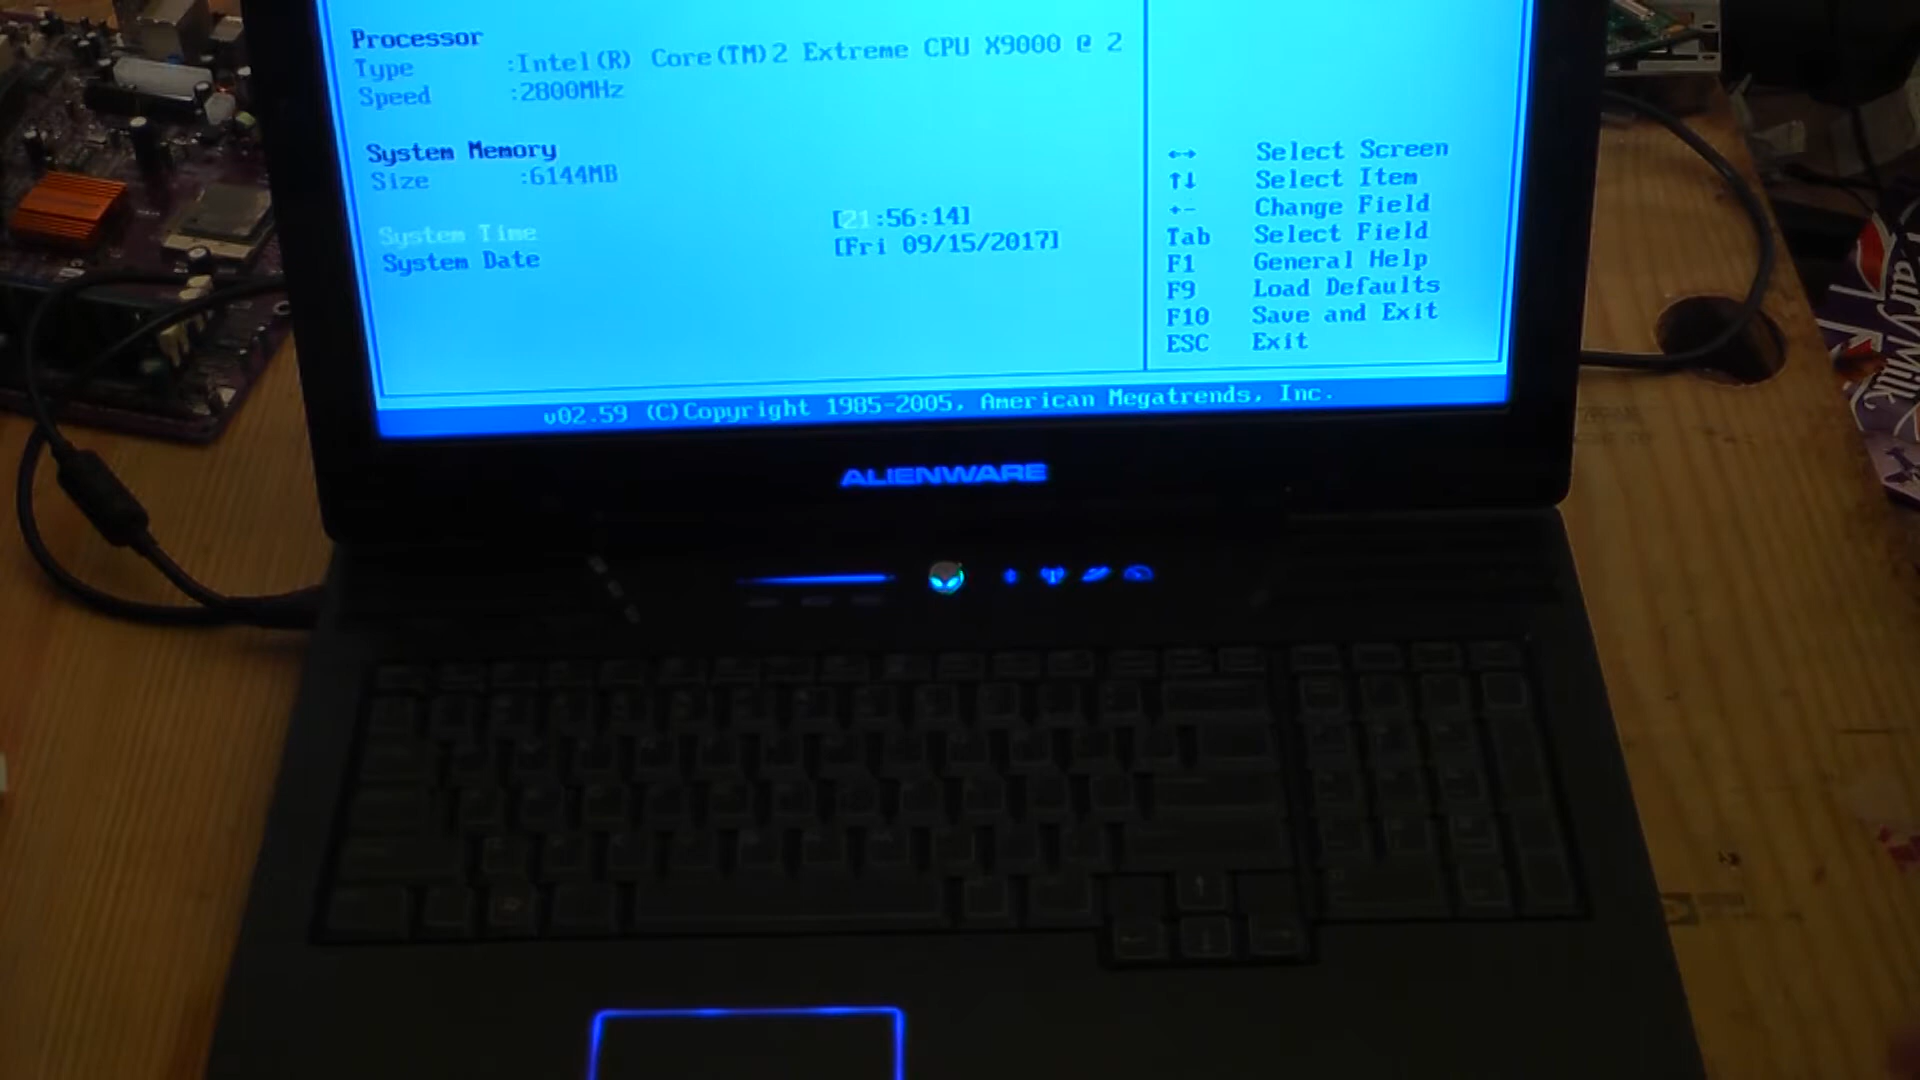 Processor
Type :Intel(R) Core(TM)2 Extreme CPU X9000 @ 2
Speed :2800MHz
System Memory
Size :6144MB
System Time [21:56:14]
System Date [Fri 09/15/2017]
←→ Select Screen
↑↓ Select Item
+- Change Field
Tab Select Field
F1 General Help
F9 Load Defaults
F10 Save and Exit
ESC Exit
v02.59 (C)Copyright 1985-2005, American Megatrends, Inc.
ALIENWARE
Milk